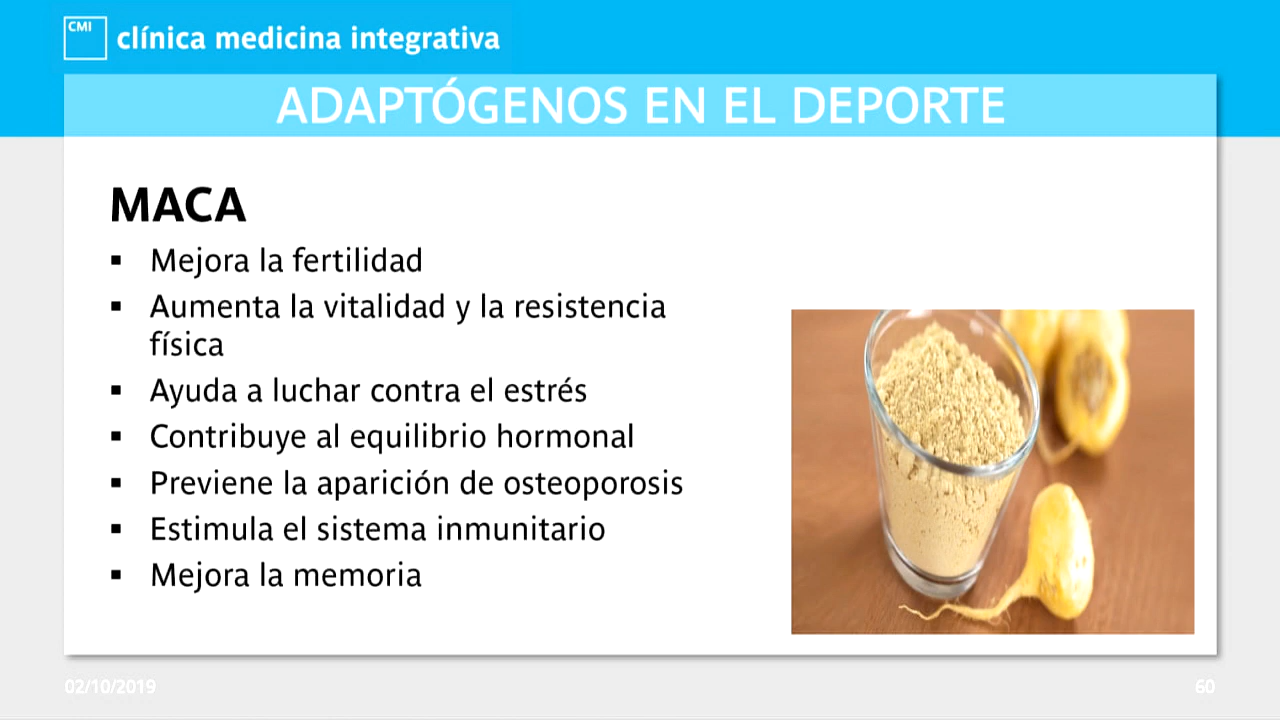 CMI
clínica medicina integrativa
ADAPTÓGENOS EN EL DEPORTE
MACA
▪ Mejora la fertilidad
▪ Aumenta la vitalidad y la resistencia
física
▪ Ayuda a luchar contra el estrés
▪ Contribuye al equilibrio hormonal
▪ Previene la aparición de osteoporosis
▪ Estimula el sistema inmunitario
▪ Mejora la memoria
02/10/2019
60